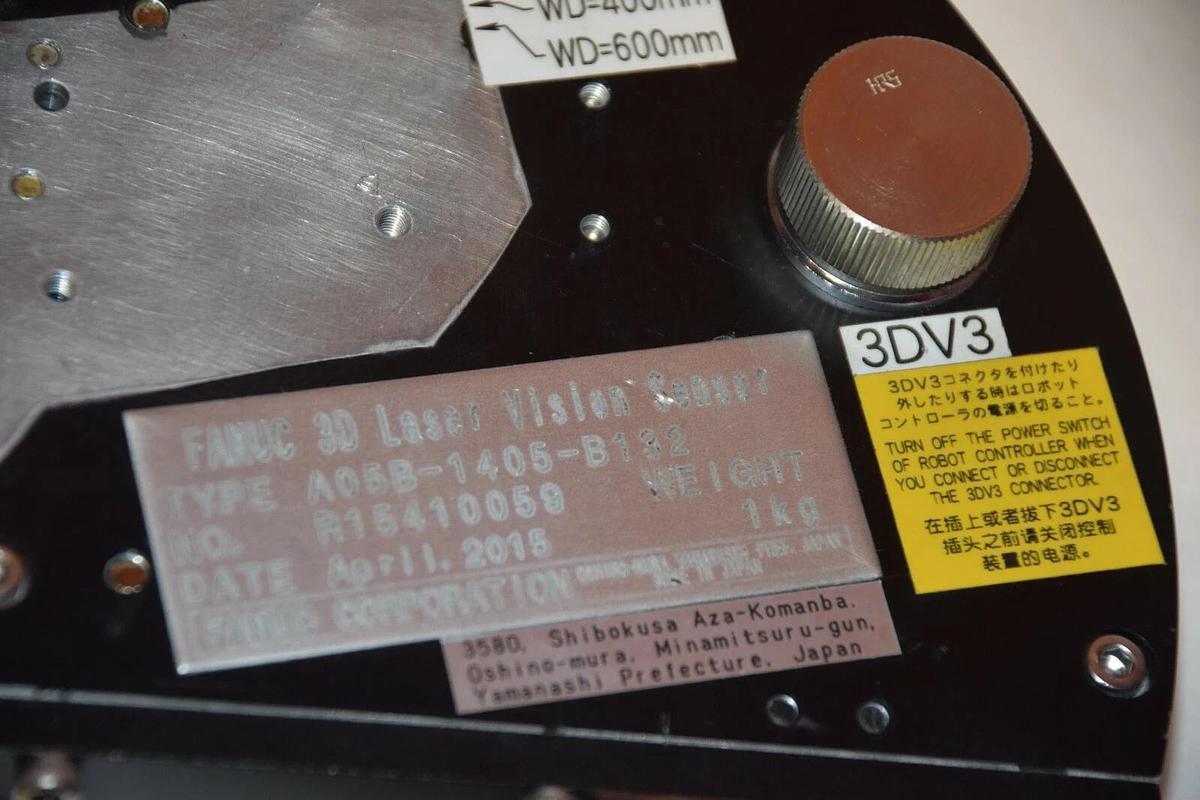 WD=400mm
WD=600mm
HRS
3DV3
3DV3コネクタを付けたり
外したりする時はロボット
コントローラの電源を切ること。
TURN OFF THE POWER SWITCH
OF ROBOT CONTROLLER WHEN
YOU CONNECT OR DISCONNECT
THE 3DV3 CONNECTOR.
在插上或者拔下3DV3
插头之前请关闭控制
装置的电源。
FANUC 3D Laser Vision Sensor
TYPE A05B-1405-B132
NO. R15410059 WEIGHT
DATE April. 2015 1kg
FANUC CORPORATION
3580, Shibokusa Aza-Komanba.
Oshino-mura, Minamitsuru-gun,
Yamanashi Prefecture, Japan